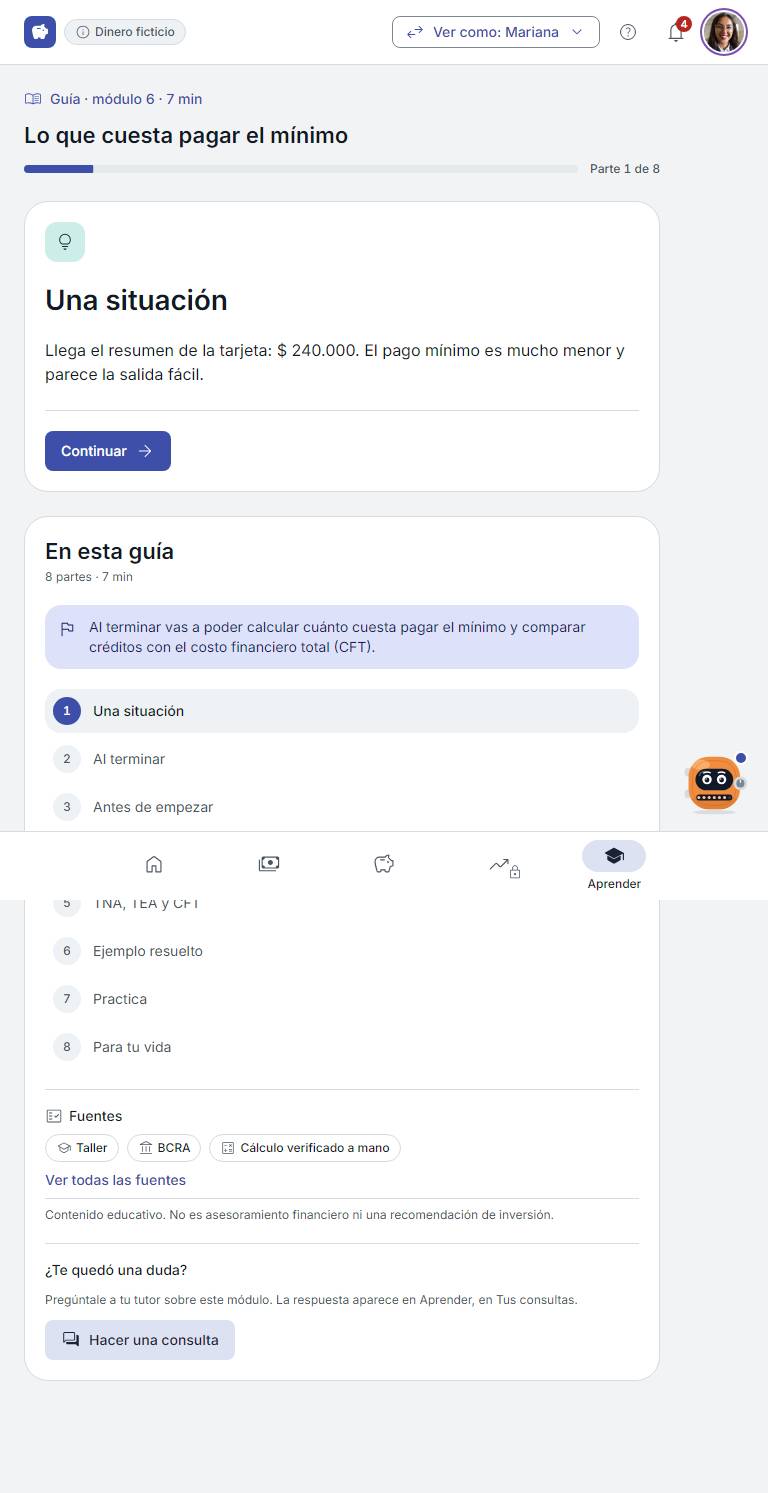 Dinero ficticio
Ver como: Mariana
4
Guía · módulo 6 · 7 min
Lo que cuesta pagar el mínimo
Parte 1 de 8
Una situación
Llega el resumen de la tarjeta: $ 240.000. El pago mínimo es mucho menor y
parece la salida fácil.
Continuar
En esta guía
8 partes · 7 min
Al terminar vas a poder calcular cuánto cuesta pagar el mínimo y comparar
créditos con el costo financiero total (CFT).
1 Una situación
2 Al terminar
3 Antes de empezar
Aprender
5 TNA, TEA y CFT
6 Ejemplo resuelto
7 Practica
8 Para tu vida
Fuentes
Taller
BCRA
Cálculo verificado a mano
Ver todas las fuentes
Contenido educativo. No es asesoramiento financiero ni una recomendación de inversión.
¿Te quedó una duda?
Pregúntale a tu tutor sobre este módulo. La respuesta aparece en Aprender, en Tus consultas.
Hacer una consulta